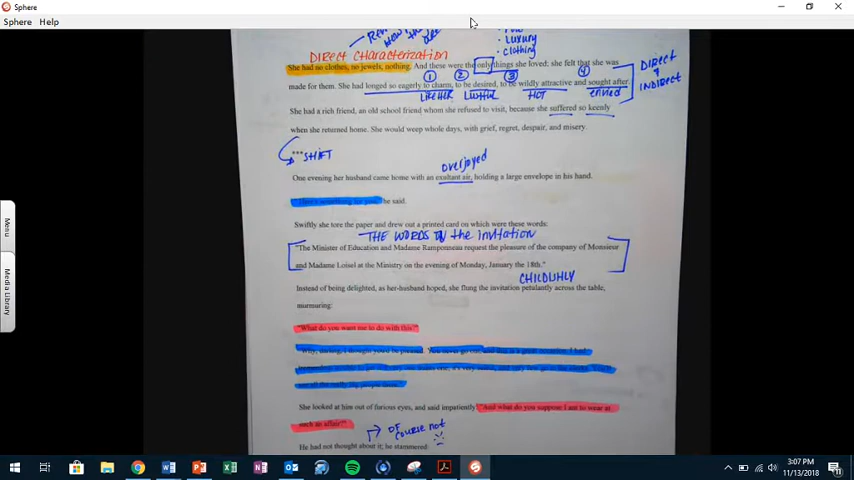 Sphere
Sphere Help
LUXURY
CLOTHING
DIRECT CHARACTERIZATION
She had no clothes, no jewels, nothing. And these were the only things she loved; she felt that she was
1 2 3 4
made for them. She had longed so eagerly to charm, to be desired, to be wildly attractive and sought after.
DIRECT
INDIRECT
LUSTFUL HOT envied
She had a rich friend, an old school friend whom she refused to visit, because she suffered so keenly
when she returned home. She would weep whole days, with grief, regret, despair, and misery.
***SHIFT
overjoyed
One evening her husband came home with an exultant air, holding a large envelope in his hand.
he said.
Swiftly she tore the paper and drew out a printed card on which were these words:
THE WORDS ON the invitation
"The Minister of Education and Madame Ramponneau request the pleasure of the company of Monsieur
and Madame Loisel at the Ministry on the evening of Monday, January the 18th."
CHILDISHLY
Instead of being delighted, as her-husband hoped, she flung the invitation petulantly across the table,
murmuring:
"What do you want me to do with this?"
She looked at him out of furious eyes, and said impatiently: "And what do you suppose I am to wear at
such an affair?"
OF course not
He had not thought about it; he stammered:
Menu
Media Library
3:07 PM
11/13/2018